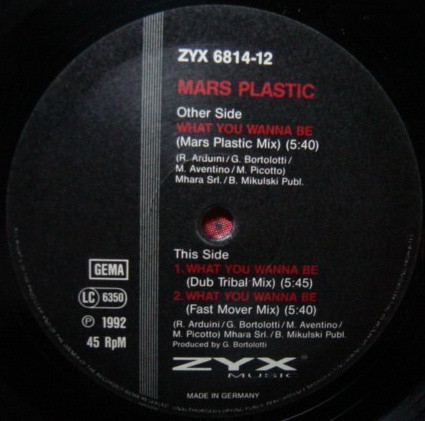 ZYX 6814-12
MARS PLASTIC
Other Side
WHAT YOU WANNA BE
(Mars Plastic Mix) (5:40)
(R. Arduini/G. Bortolotti/
M. Aventino/M. Picotto)
Mhara Srl./B. Mikulski Publ.
This Side
1. WHAT YOU WANNA BE
(Dub Tribal Mix) (5:45)
2. WHAT YOU WANNA BE
(Fast Mover Mix) (5:40)
(R. Arduini/G. Bortolotti/M. Aventino/
M. Picotto) Mhara Srl./B. Mikulski Publ.
Produced by G. Bortolotti
GEMA
LC 6350
℗ 1992
45 RpM
ZYX®
MUSIC
MADE IN GERMANY